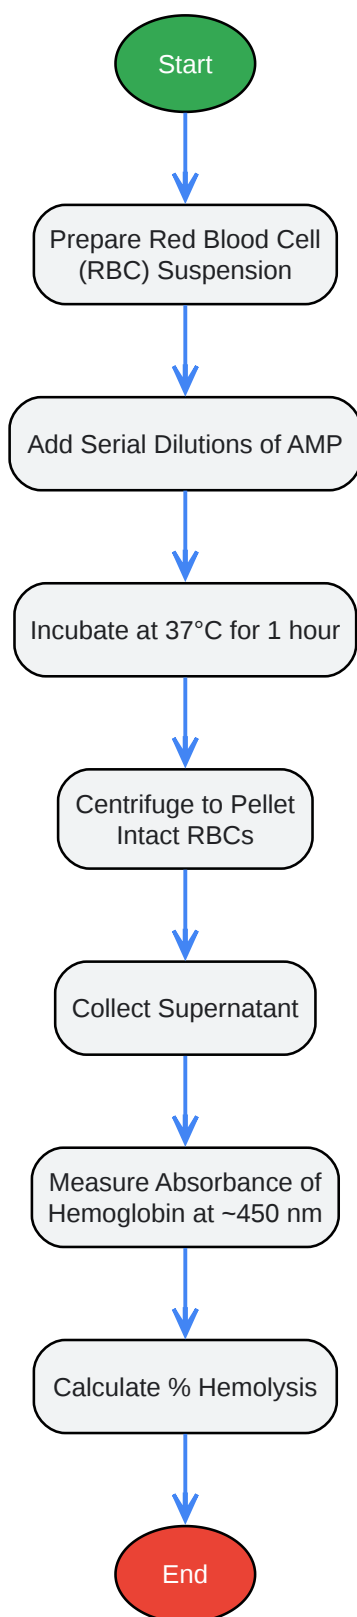 Start
Prepare Red Blood Cell
(RBC) Suspension
Add Serial Dilutions of AMP
Incubate at 37°C for 1 hour
Centrifuge to Pellet
Intact RBCs
Collect Supernatant
Measure Absorbance of
Hemoglobin at ~450 nm
Calculate % Hemolysis
End